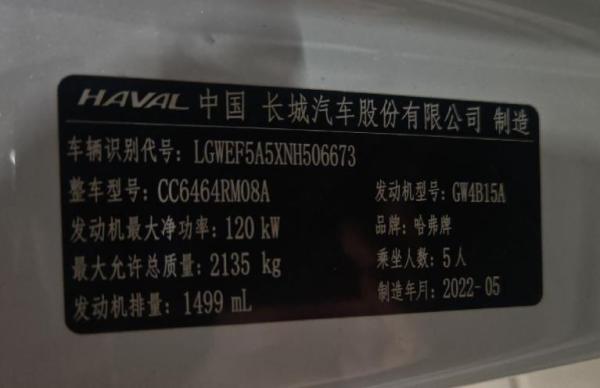 HAVAL 中国 长城汽车股份有限公司 制造
车辆识别代号: LGWEF5A5XNH506673
整车型号: CC6464RM08A 发动机型号: GW4B15A
发动机最大净功率: 120 kW 品牌: 哈弗牌
最大允许总质量: 2135 kg 乘坐人数: 5 人
发动机排量: 1499 mL 制造年月: 2022-05